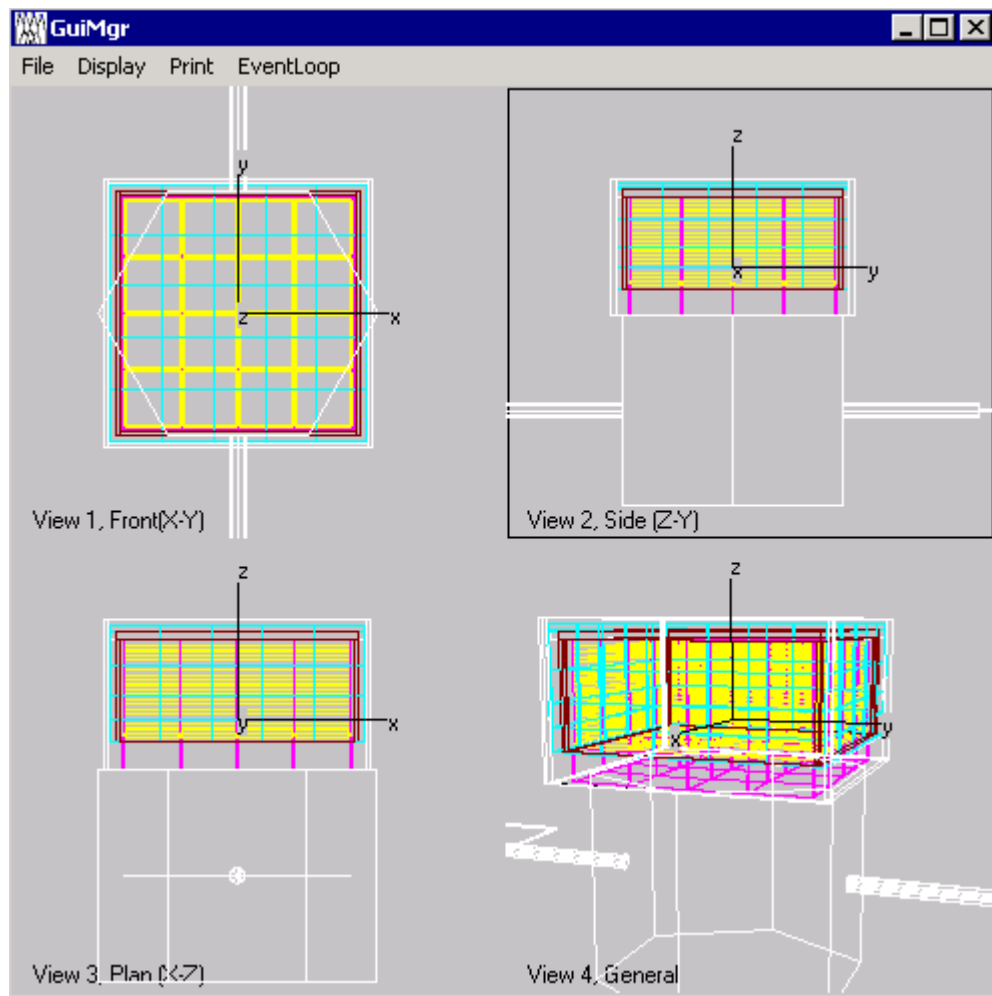 GuiMgr
File Display Print EventLoop
y
z
x
View 1, Front(X-Y)
z
x
y
View 2, Side (Z-Y)
z
y
x
View 3, Plan (X-Z)
z
x
y
View 4, General